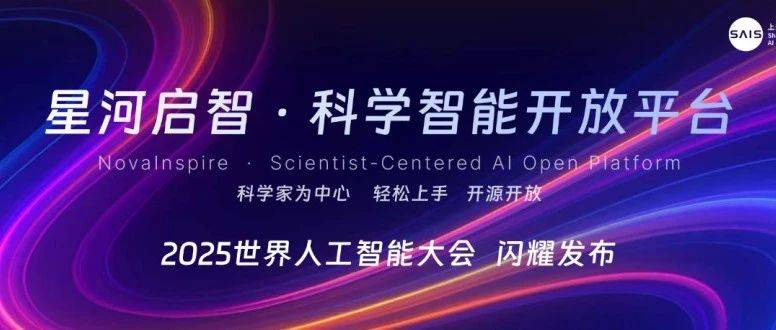 SAIS
上
Sh
AI
星河启智·科学智能开放平台
NovaInspire · Scientist-Centered AI Open Platform
科学家为中心 轻松上手 开源开放
2025世界人工智能大会 闪耀发布